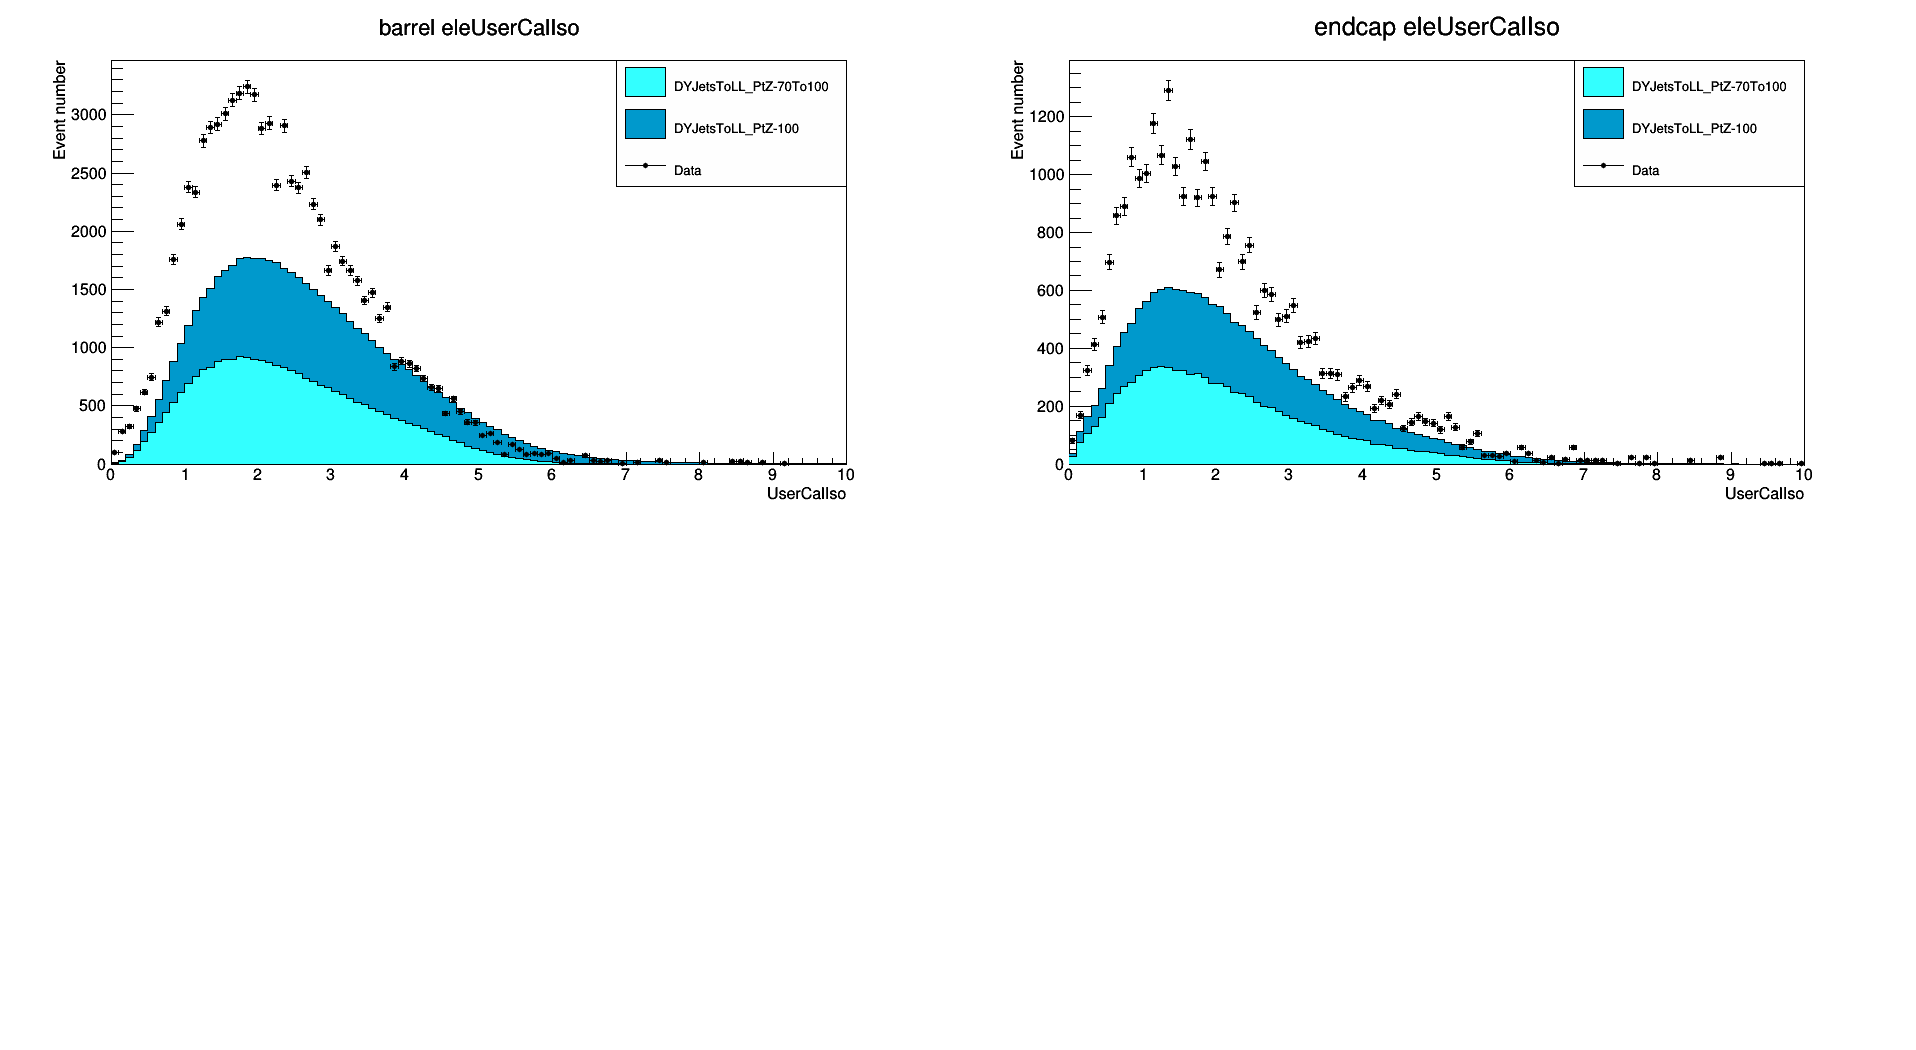 barrel eleUserCalIso
Event number
3000
2500
2000
1500
1000
500
0
0 1 2 3 4 5 6 7 8 9 10
UserCalIso
DYJetsToLL_PtZ-70To100
DYJetsToLL_PtZ-100
Data
endcap eleUserCalIso
Event number
1200
1000
800
600
400
200
0
0 1 2 3 4 5 6 7 8 9 10
UserCalIso
DYJetsToLL_PtZ-70To100
DYJetsToLL_PtZ-100
Data